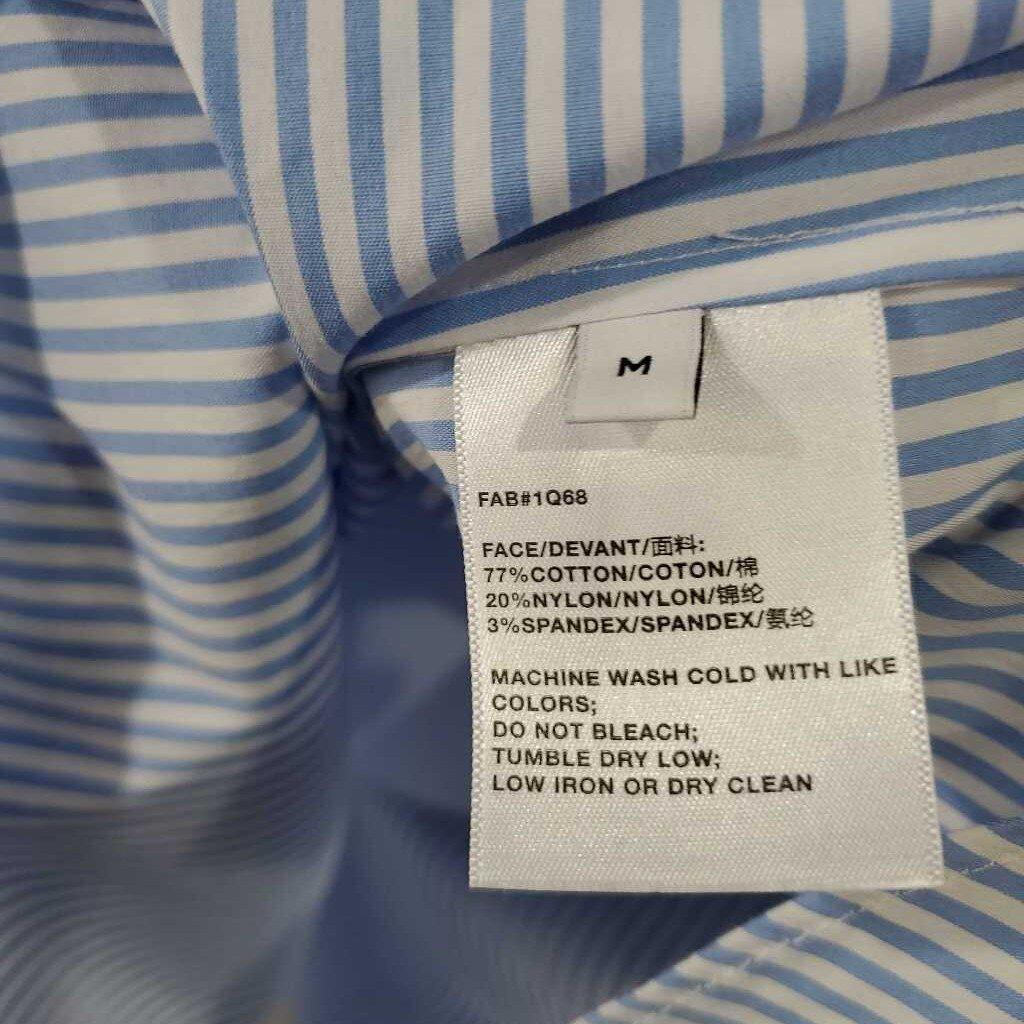 M
FAB#1Q68
FACE/DEVANT/面料:
77%COTTON/COTON/棉
20%NYLON/NYLON/锦纶
3%SPANDEX/SPANDEX/氨纶
MACHINE WASH COLD WITH LIKE
COLORS;
DO NOT BLEACH;
TUMBLE DRY LOW;
LOW IRON OR DRY CLEAN